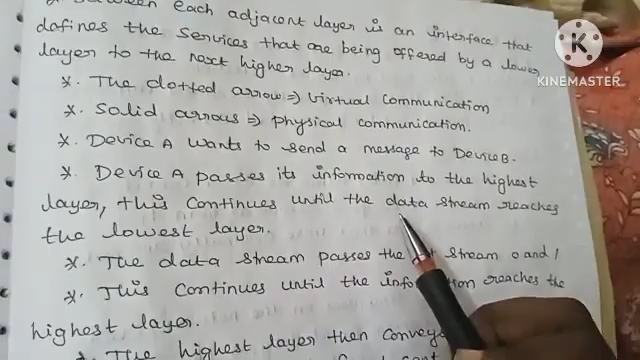 Between each adjacent layer is an interface that
defines the services that are being offered by a lower
layer to the next higher layer.
*. The dotted arrow ⇒ virtual communication
*. Solid arrows ⇒ physical communication.
*. Device A wants to send a message to Device B.
*. Device A passes its information to the highest
layer, this continues until the data stream reaches
the lowest layer.
*. The data stream passes the stream 0 and 1
*. This continues until the information reaches the
highest layer.
The highest layer then conveys
KINEMASTER